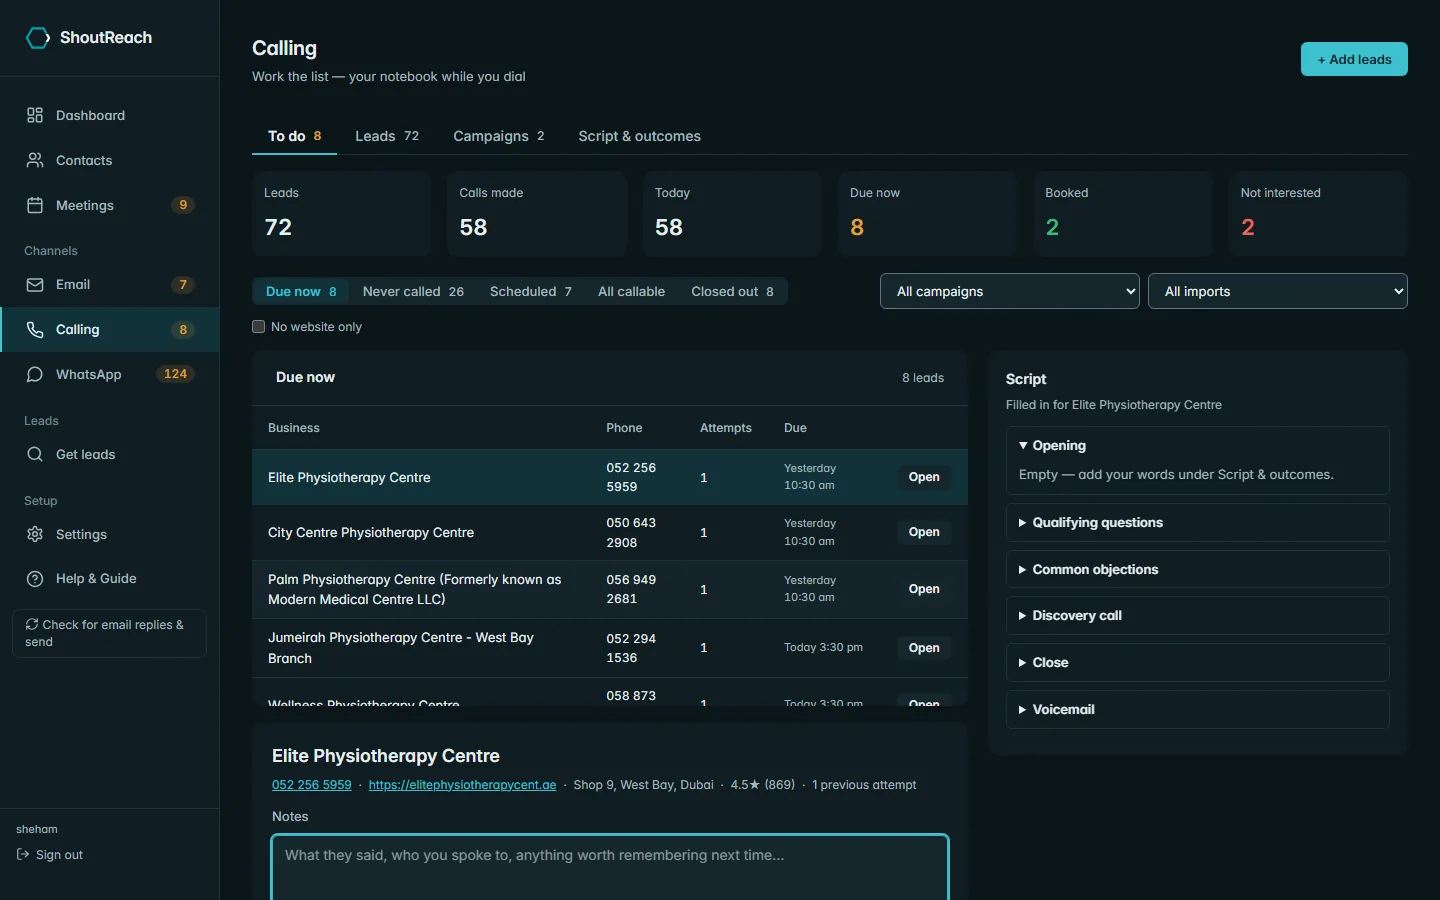 ShoutReach
Dashboard
Contacts
Meetings 9
Channels
Email 7
Calling 8
WhatsApp 124
Leads
Get leads
Setup
Settings
Help & Guide
Check for email replies &
send
sheham
Sign out
Calling
Work the list — your notebook while you dial
+ Add leads
To do 8 Leads 72 Campaigns 2 Script & outcomes
Leads Calls made Today Due now Booked Not interested
72 58 58 8 2 2
Due now 8 Never called 26 Scheduled 7 All callable Closed out 8
All campaigns All imports
No website only
Due now 8 leads
Business Phone Attempts Due
Elite Physiotherapy Centre 052 256 5959 1 Yesterday 10:30 am Open
City Centre Physiotherapy Centre 050 643 2908 1 Yesterday 10:30 am Open
Palm Physiotherapy Centre (Formerly known as
Modern Medical Centre LLC) 056 949 2681 1 Yesterday 10:30 am Open
Jumeirah Physiotherapy Centre - West Bay
Branch 052 294 1536 1 Today 3:30 pm Open
Wellness Physiotherapy Centre 058 873 1 Today 3:30 pm Open
Elite Physiotherapy Centre
052 256 5959 · https://elitephysiotherapycent.ae · Shop 9, West Bay, Dubai · 4.5★ (869) · 1 previous attempt
Notes
What they said, who you spoke to, anything worth remembering next time...
Script
Filled in for Elite Physiotherapy Centre
▼ Opening
Empty — add your words under Script & outcomes.
▶ Qualifying questions
▶ Common objections
▶ Discovery call
▶ Close
▶ Voicemail